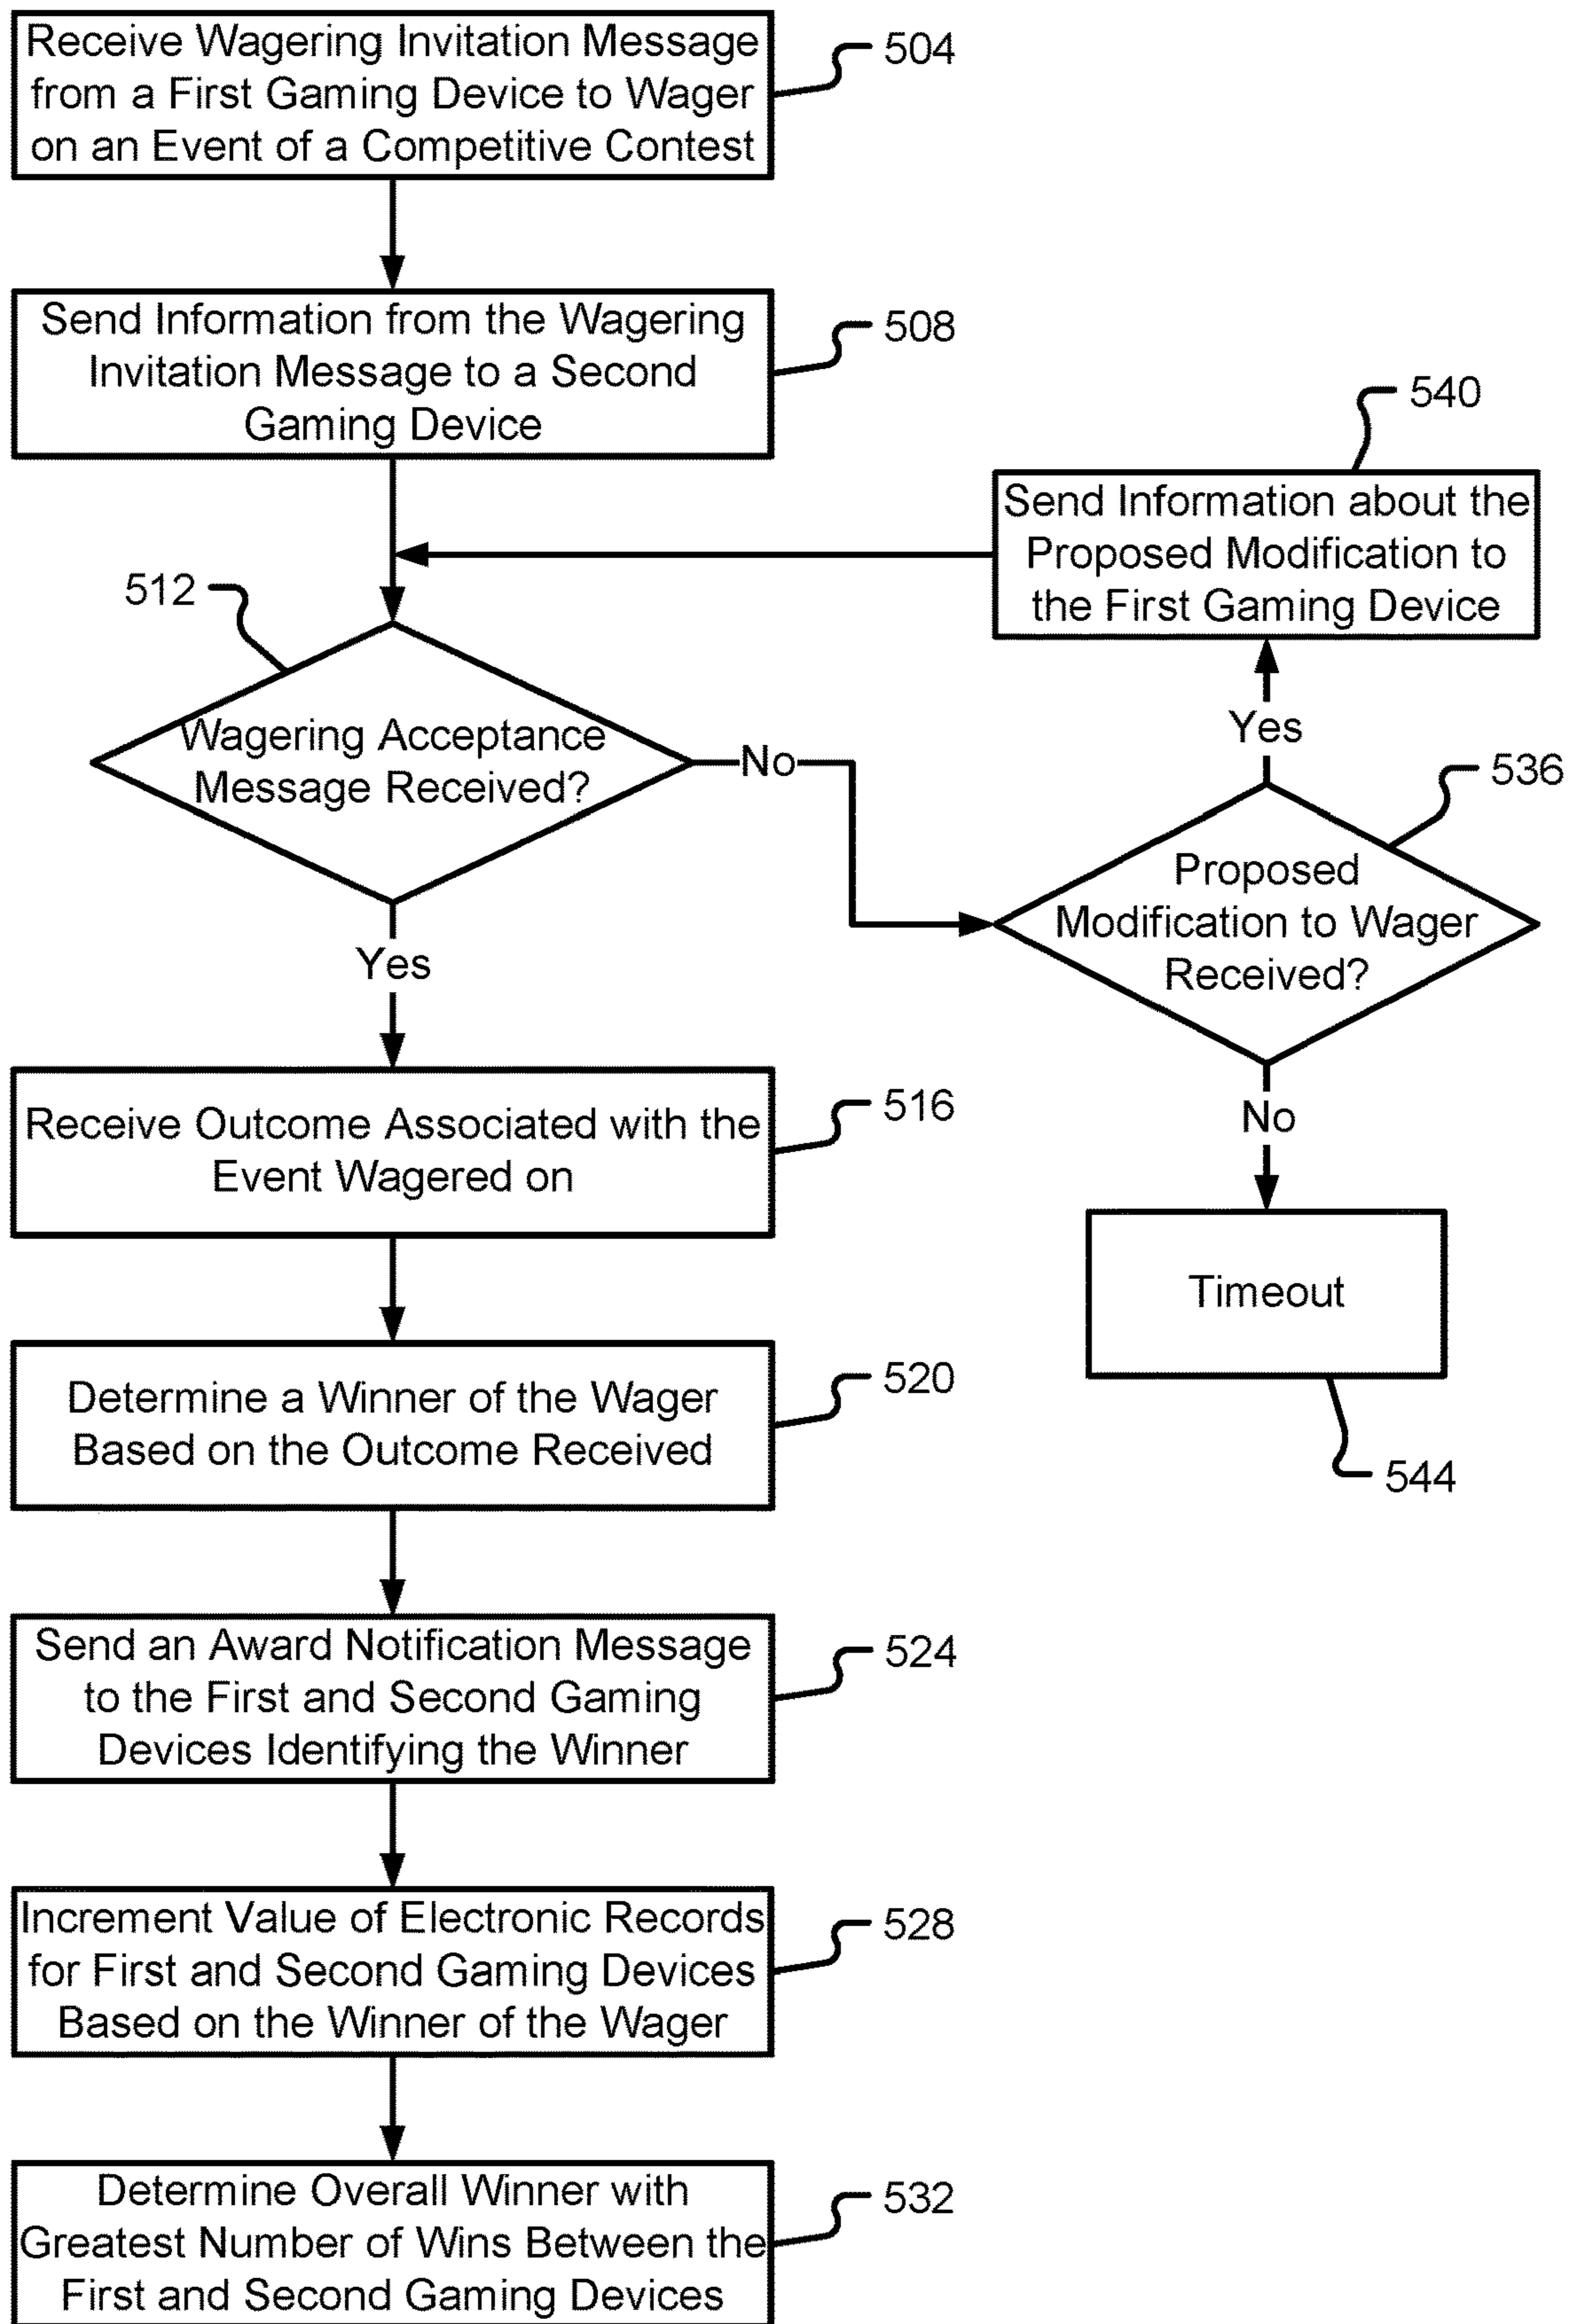 Receive Wagering Invitation Message
from a First Gaming Device to Wager
on an Event of a Competitive Contest
504
Send Information from the Wagering
Invitation Message to a Second
Gaming Device
508
540
Send Information about the
Proposed Modification to
the First Gaming Device
512
Wagering Acceptance
Message Received?
No
Yes
536
Proposed
Modification to Wager
Received?
Yes
No
Receive Outcome Associated with the
Event Wagered on
516
Timeout
544
Determine a Winner of the Wager
Based on the Outcome Received
520
Send an Award Notification Message
to the First and Second Gaming
Devices Identifying the Winner
524
Increment Value of Electronic Records
for First and Second Gaming Devices
Based on the Winner of the Wager
528
Determine Overall Winner with
Greatest Number of Wins Between the
First and Second Gaming Devices
532